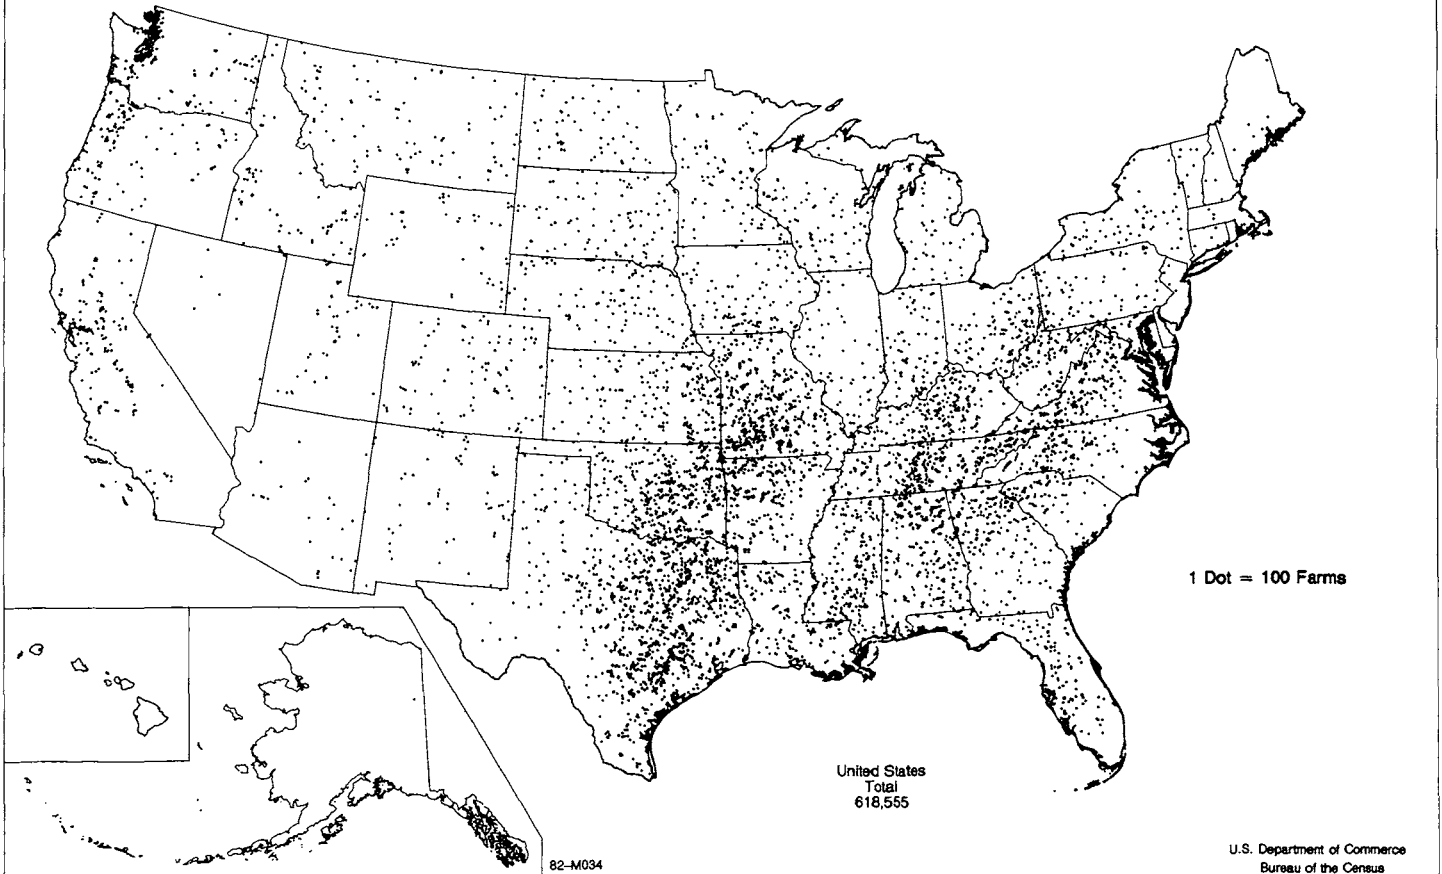 1 Dot = 100 Farms
United States
Total
618,555
82-M034
U.S. Department of Commerce
Bureau of the Census